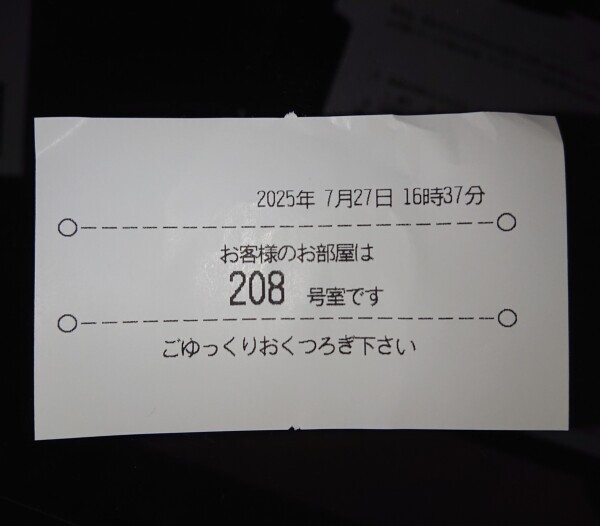 2025年 7月27日 16時37分
お客様のお部屋は
208 号室です
ごゆっくりおくつろぎ下さい